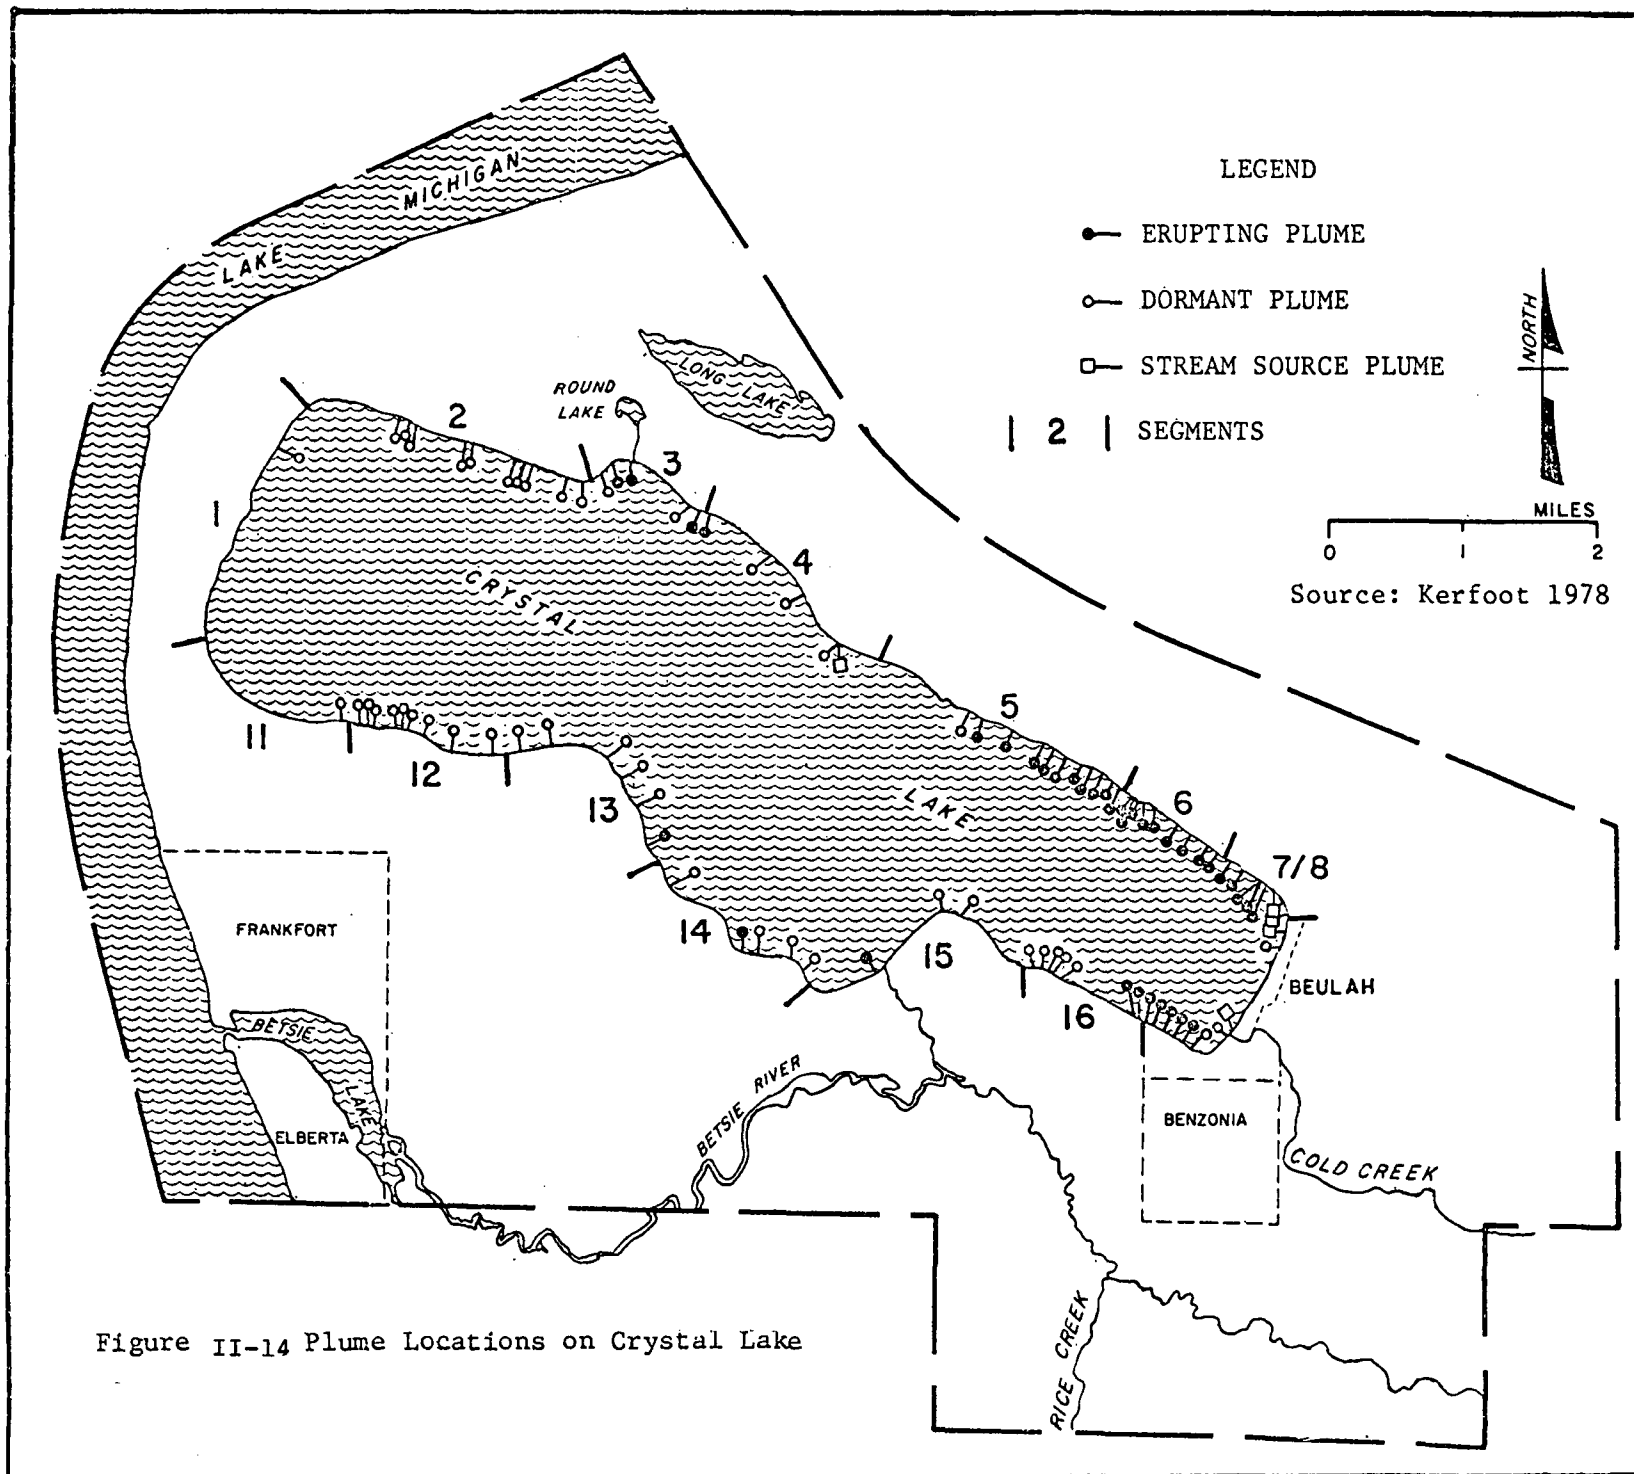 LEGEND
ERUPTING PLUME
DORMANT PLUME
STREAM SOURCE PLUME
| 2 | SEGMENTS
NORTH
MILES
0 1 2
Source: Kerfoot 1978
LAKE MICHIGAN
ROUND
LAKE
LONG LAKE
CRYSTAL LAKE
1
2
3
4
5
6
7/8
11
12
13
14
15
16
FRANKFORT
BETSIE LAKE
ELBERTA
BETSIE RIVER
BEULAH
BENZONIA
COLD CREEK
RICE CREEK
Figure II-14 Plume Locations on Crystal Lake